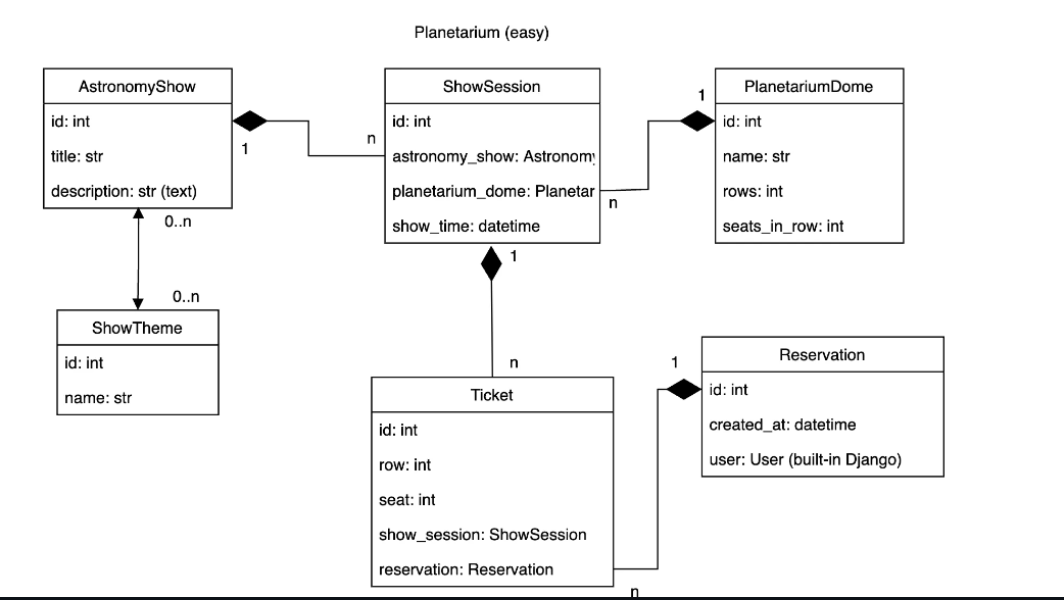 Planetarium (easy)
AstronomyShow
id: int
title: str
description: str (text)
1
n
ShowSession
id: int
astronomy_show: Astronomy
planetarium_dome: Planetar
show_time: datetime
1
n
PlanetariumDome
id: int
name: str
rows: int
seats_in_row: int
0..n
0..n
ShowTheme
id: int
name: str
1
n
Ticket
id: int
row: int
seat: int
show_session: ShowSession
reservation: Reservation
1
n
Reservation
id: int
created_at: datetime
user: User (built-in Django)